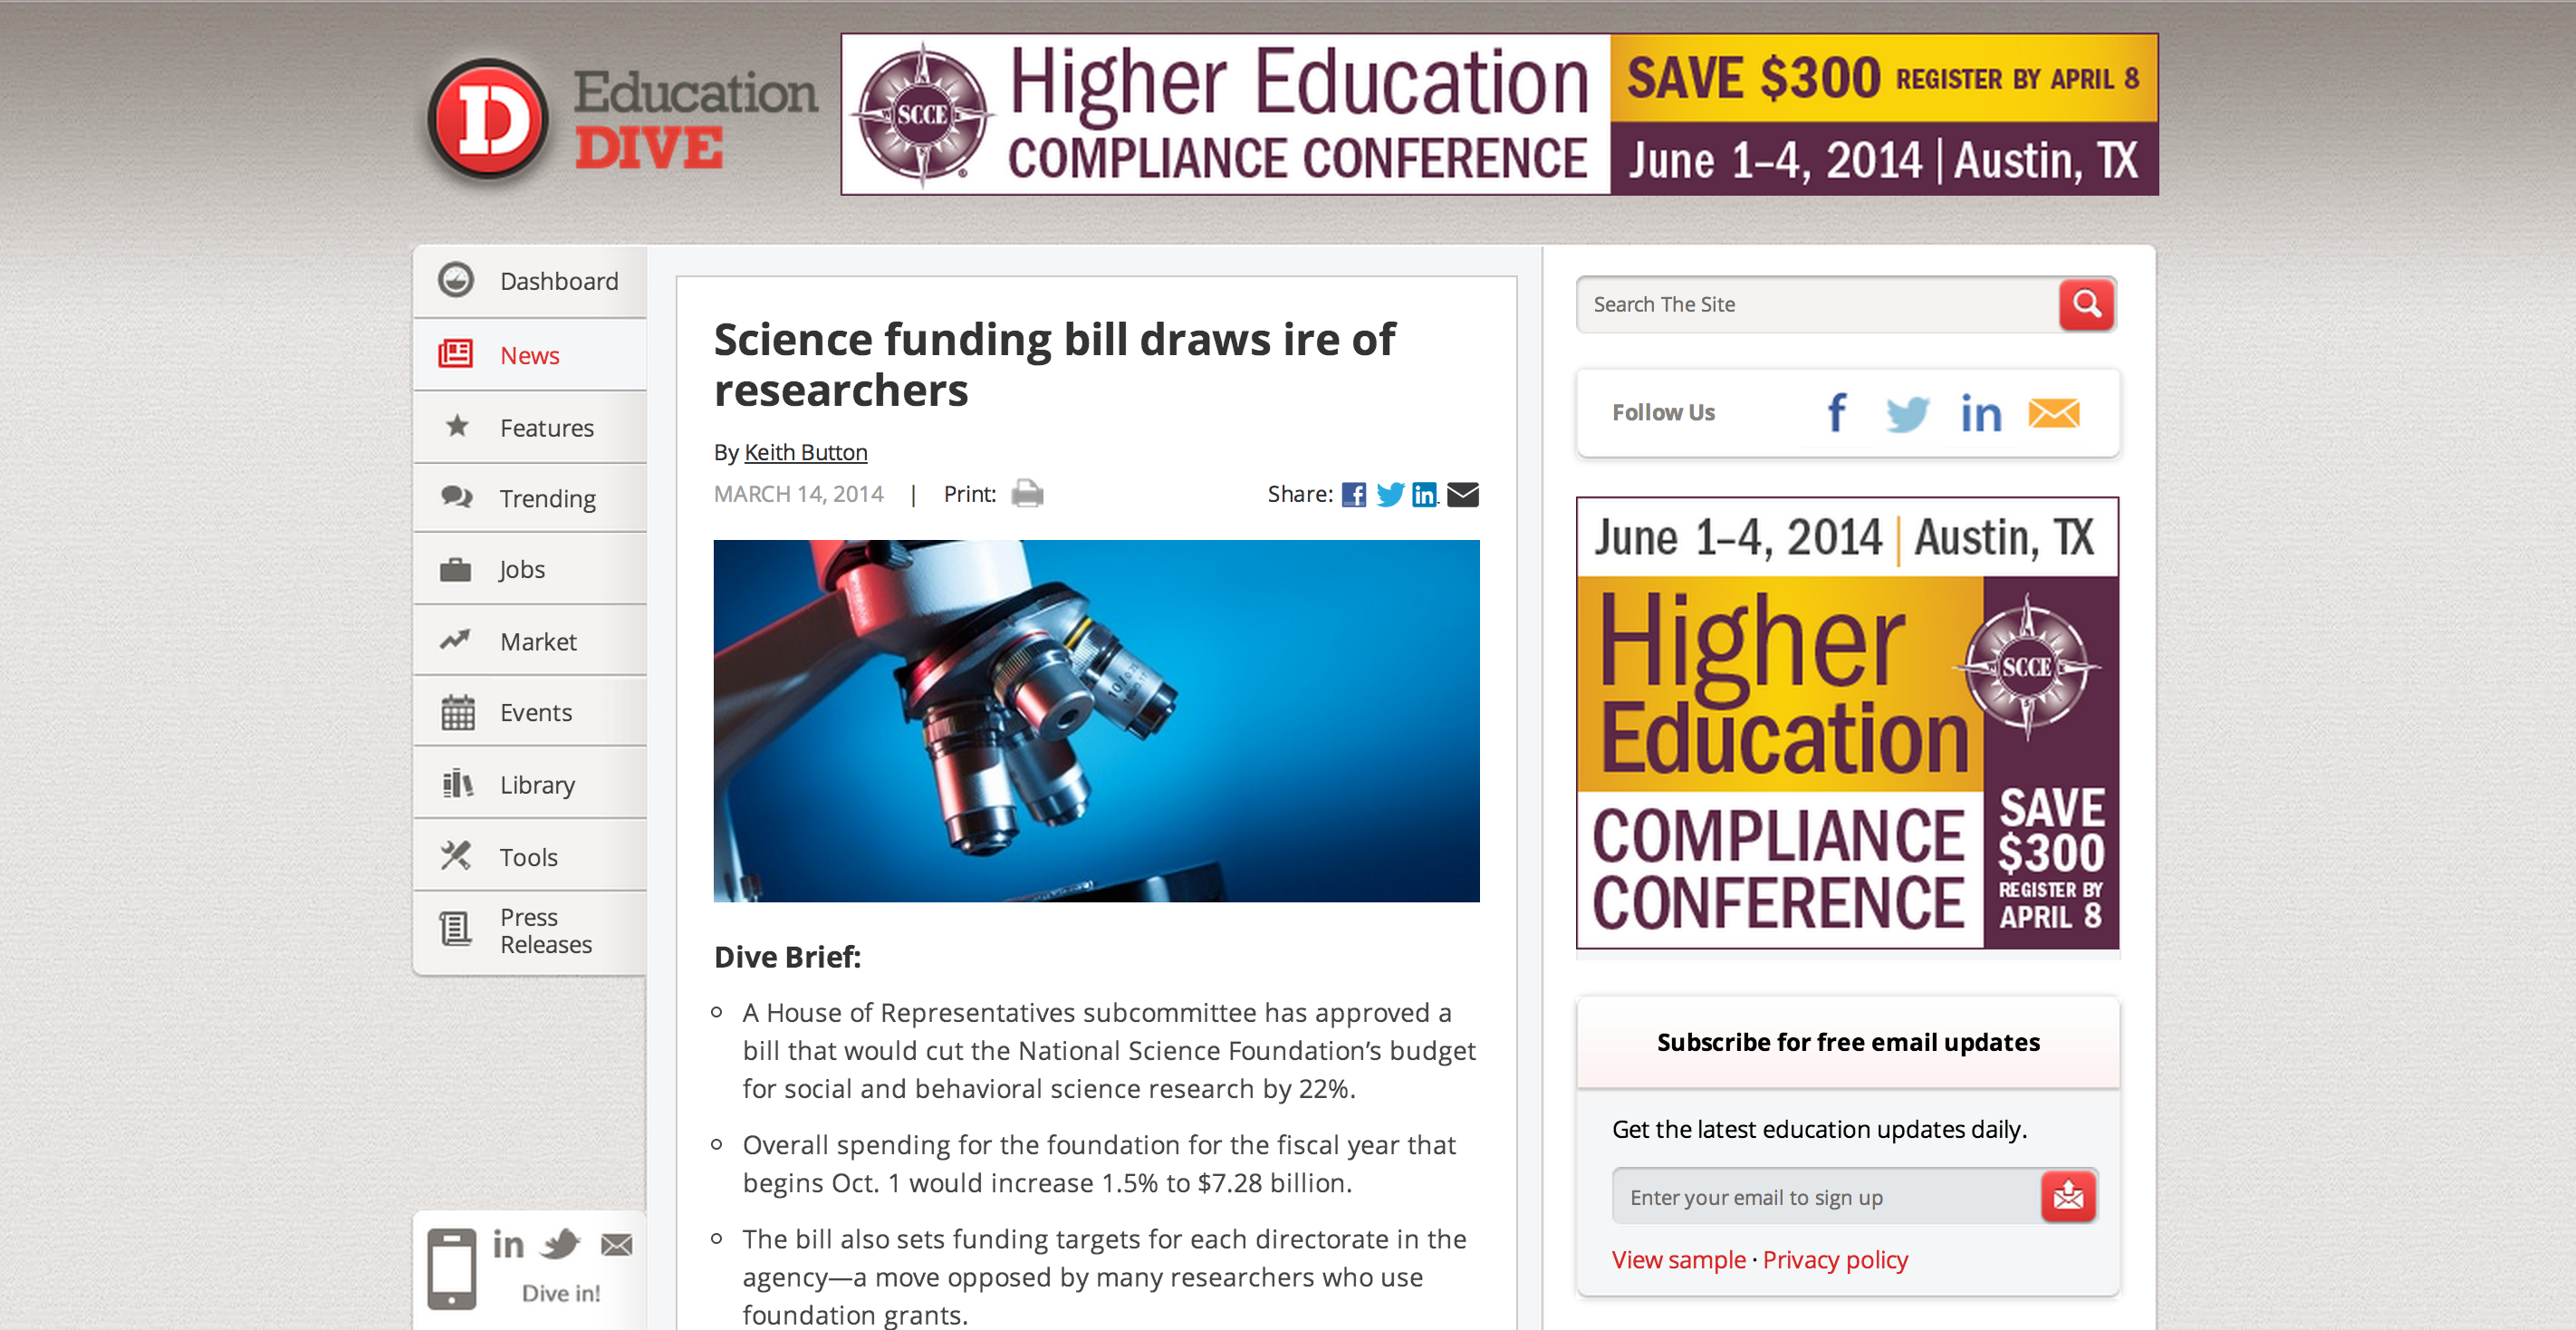 D
Education
DIVE
SCCE
Higher Education
COMPLIANCE CONFERENCE
SAVE $300 REGISTER BY APRIL 8
June 1–4, 2014 | Austin, TX
Dashboard
News
Features
Trending
Jobs
Market
Events
Library
Tools
Press
Releases
in
Dive in!
Science funding bill draws ire of
researchers
By Keith Button
MARCH 14, 2014 | Print:
Share: f in
Dive Brief:
A House of Representatives subcommittee has approved a
bill that would cut the National Science Foundation’s budget
for social and behavioral science research by 22%.
Overall spending for the foundation for the fiscal year that
begins Oct. 1 would increase 1.5% to $7.28 billion.
The bill also sets funding targets for each directorate in the
agency—a move opposed by many researchers who use
foundation grants.
Search The Site
Follow Us f in
June 1–4, 2014 | Austin, TX
Higher
Education
SCCE
COMPLIANCE
CONFERENCE
SAVE
$300
REGISTER BY
APRIL 8
Subscribe for free email updates
Get the latest education updates daily.
Enter your email to sign up
View sample · Privacy policy